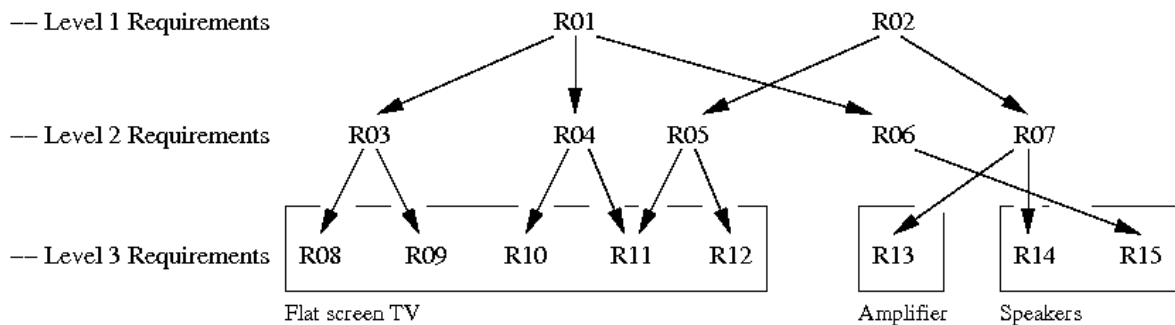 -- Level 1 Requirements R01 R02
-- Level 2 Requirements R03 R04 R05 R06 R07
-- Level 3 Requirements R08 R09 R10 R11 R12 R13 R14 R15
Flat screen TV Amplifier Speakers